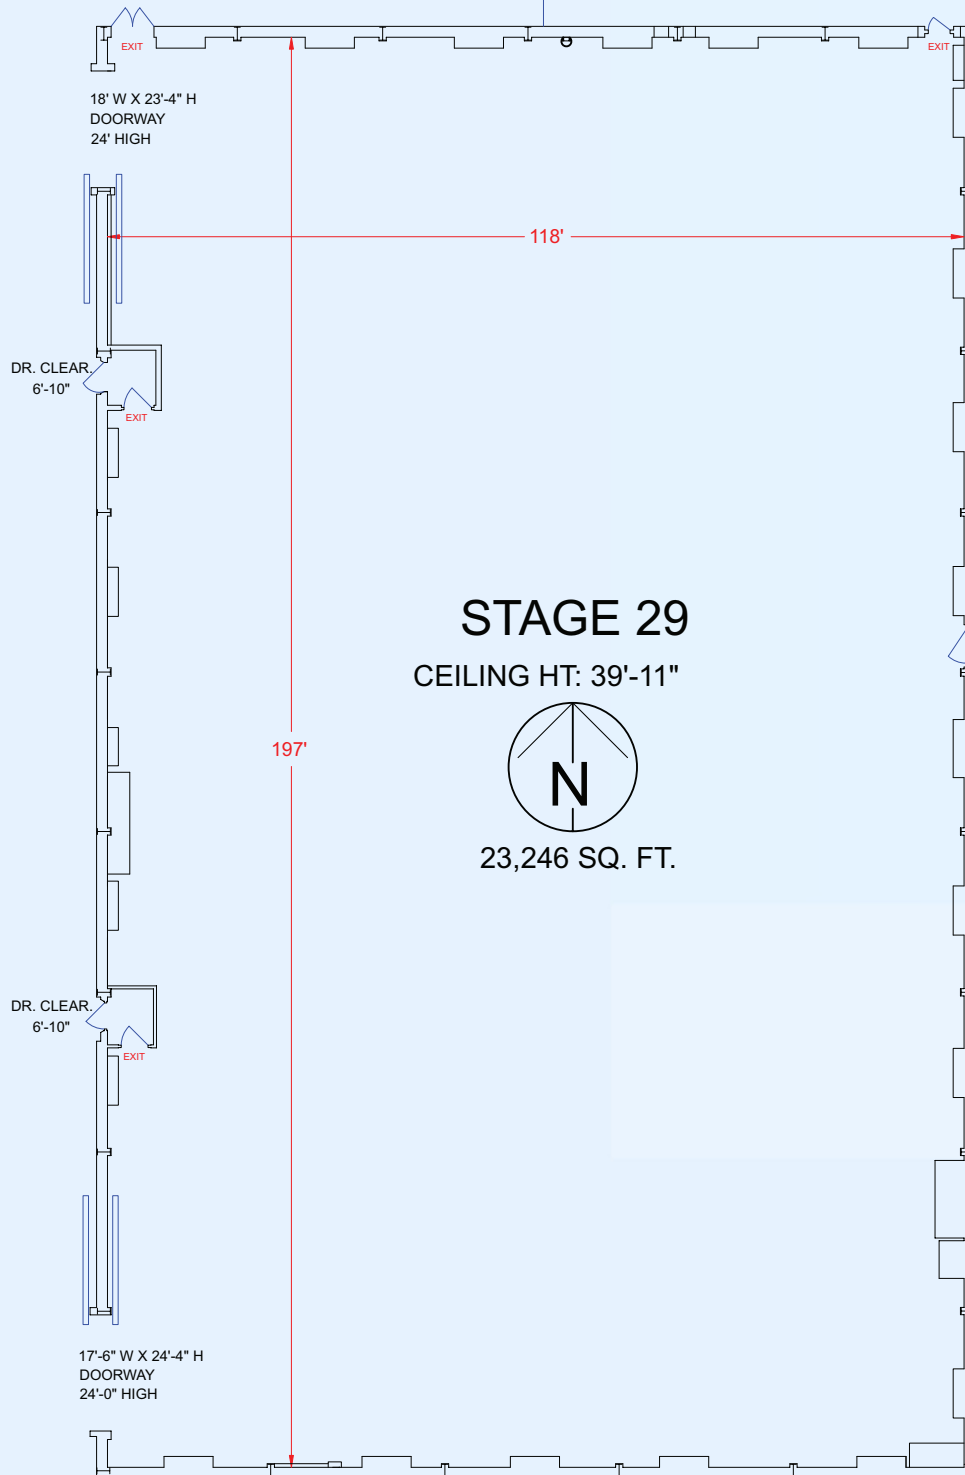 EXIT
EXIT
18' W X 23'-4" H
DOORWAY
24' HIGH
118'
DR. CLEAR.
6'-10"
EXIT
STAGE 29
CEILING HT: 39'-11"
197'
N
23,246 SQ. FT.
DR. CLEAR.
6'-10"
EXIT
17'-6" W X 24'-4" H
DOORWAY
24'-0" HIGH